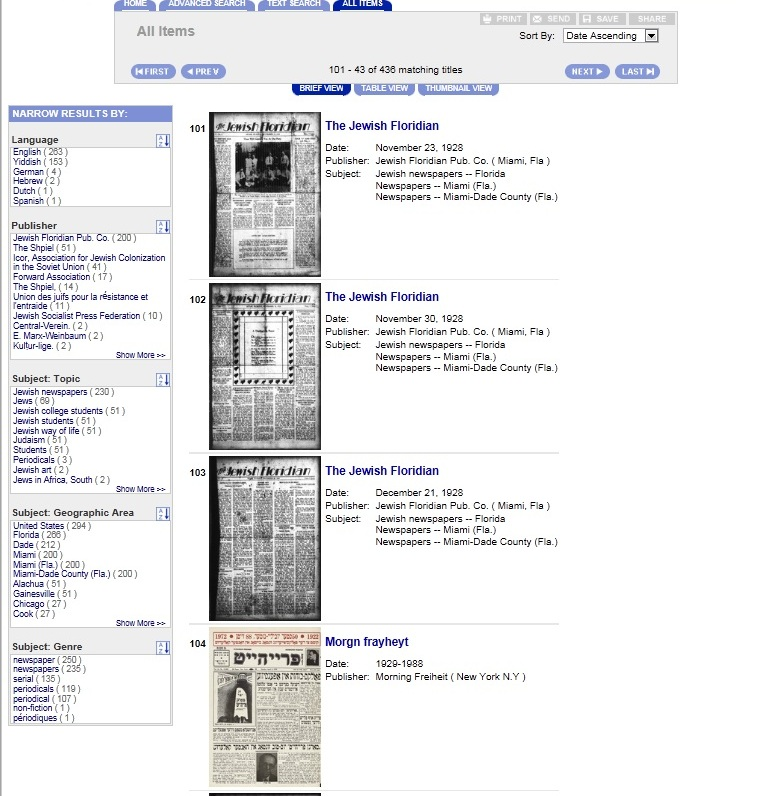 HOME
ADVANCED SEARCH
TEXT SEARCH
ALL ITEMS
PRINT
SEND
SAVE
SHARE
All Items
Sort By:
Date Ascending
FIRST
PREV
101 - 43 of 436 matching titles
NEXT
LAST
BRIEF VIEW
TABLE VIEW
THUMBNAIL VIEW
NARROW RESULTS BY:
Language
English ( 263 )
Yiddish ( 153 )
German ( 4 )
Hebrew ( 2 )
Dutch ( 1 )
Spanish ( 1 )
Publisher
Jewish Floridian Pub. Co. ( 200 )
The Shpiel ( 51 )
Icor, Association for Jewish Colonization
in the Soviet Union ( 41 )
Forward Association ( 17 )
The Shpiel, ( 14 )
Union des juifs pour la résistance et
l'entraide ( 11 )
Jewish Socialist Press Federation ( 10 )
Central-Verein. ( 2 )
E. Marx-Weinbaum ( 2 )
Kultur-lige. ( 2 )
Show More >>
Subject: Topic
Jewish newspapers ( 230 )
Jews ( 69 )
Jewish college students ( 51 )
Jewish students ( 51 )
Jewish way of life ( 51 )
Judaism ( 51 )
Students ( 51 )
Periodicals ( 3 )
Jewish art ( 2 )
Jews in Africa, South ( 2 )
Show More >>
Subject: Geographic Area
United States ( 294 )
Florida ( 266 )
Dade ( 212 )
Miami ( 200 )
Miami (Fla.) ( 200 )
Miami-Dade County (Fla.) ( 200 )
Alachua ( 51 )
Gainesville ( 51 )
Chicago ( 27 )
Cook ( 27 )
Show More >>
Subject: Genre
newspaper ( 250 )
newspapers ( 235 )
serial ( 135 )
periodicals ( 119 )
periodical ( 107 )
non-fiction ( 1 )
périodiques ( 1 )
101
The Jewish Floridian
The Jewish Floridian
Date: November 23, 1928
Publisher: Jewish Floridian Pub. Co. ( Miami, Fla )
Subject: Jewish newspapers -- Florida
Newspapers -- Miami (Fla.)
Newspapers -- Miami-Dade County (Fla.)
102
The Jewish Floridian
The Jewish Floridian
Date: November 30, 1928
Publisher: Jewish Floridian Pub. Co. ( Miami, Fla )
Subject: Jewish newspapers -- Florida
Newspapers -- Miami (Fla.)
Newspapers -- Miami-Dade County (Fla.)
103
The Jewish Floridian
The Jewish Floridian
Date: December 21, 1928
Publisher: Jewish Floridian Pub. Co. ( Miami, Fla )
Subject: Jewish newspapers -- Florida
Newspapers -- Miami (Fla.)
Newspapers -- Miami-Dade County (Fla.)
104
1972
1922
פרייהייט
Morgn frayheyt
Date: 1929-1988
Publisher: Morning Freiheit ( New York N.Y )